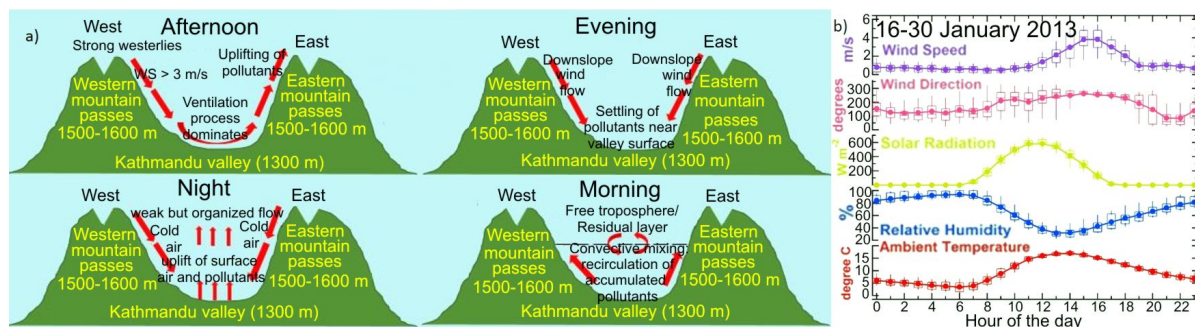 a)
Afternoon
West
East
Strong westerlies
Uplifting of
pollutants
WS > 3 m/s
Western
mountain
passes
1500-1600 m
Ventilation
process
dominates
Eastern
mountain
passes
1500-1600 m
Kathmandu valley (1300 m)
Evening
West
East
Downslope
wind
flow
Downslope
wind
flow
Western
mountain
passes
1500-1600 m
Settling of
pollutants near
valley surface
Eastern
mountain
passes
1500-1600 m
Kathmandu valley (1300 m)
Night
West
East
weak but organized flow
Cold
air
Cold
air
Western
mountain
passes
1500-1600 m
uplift of surface
air and pollutants
Eastern
mountain
passes
1500-1600 m
Kathmandu valley (1300 m)
Morning
West
East
Free troposphere/
Residual layer
Western
mountain
passes
1500-1600 m
Convective mixing:
recirculation of
accumulated
pollutants
Eastern
mountain
passes
1500-1600 m
Kathmandu valley (1300 m)
b)
16-30 January 2013
6
4
2
0
m/s
Wind Speed
300
200
100
0
degrees
Wind Direction
600
400
200
0
W m-2
Solar Radiation
100
80
60
40
20
%
Relative Humidity
15
10
5
0
degree C
Ambient Temperature
0 2 4 6 8 10 12 14 16 18 20 22
Hour of the day